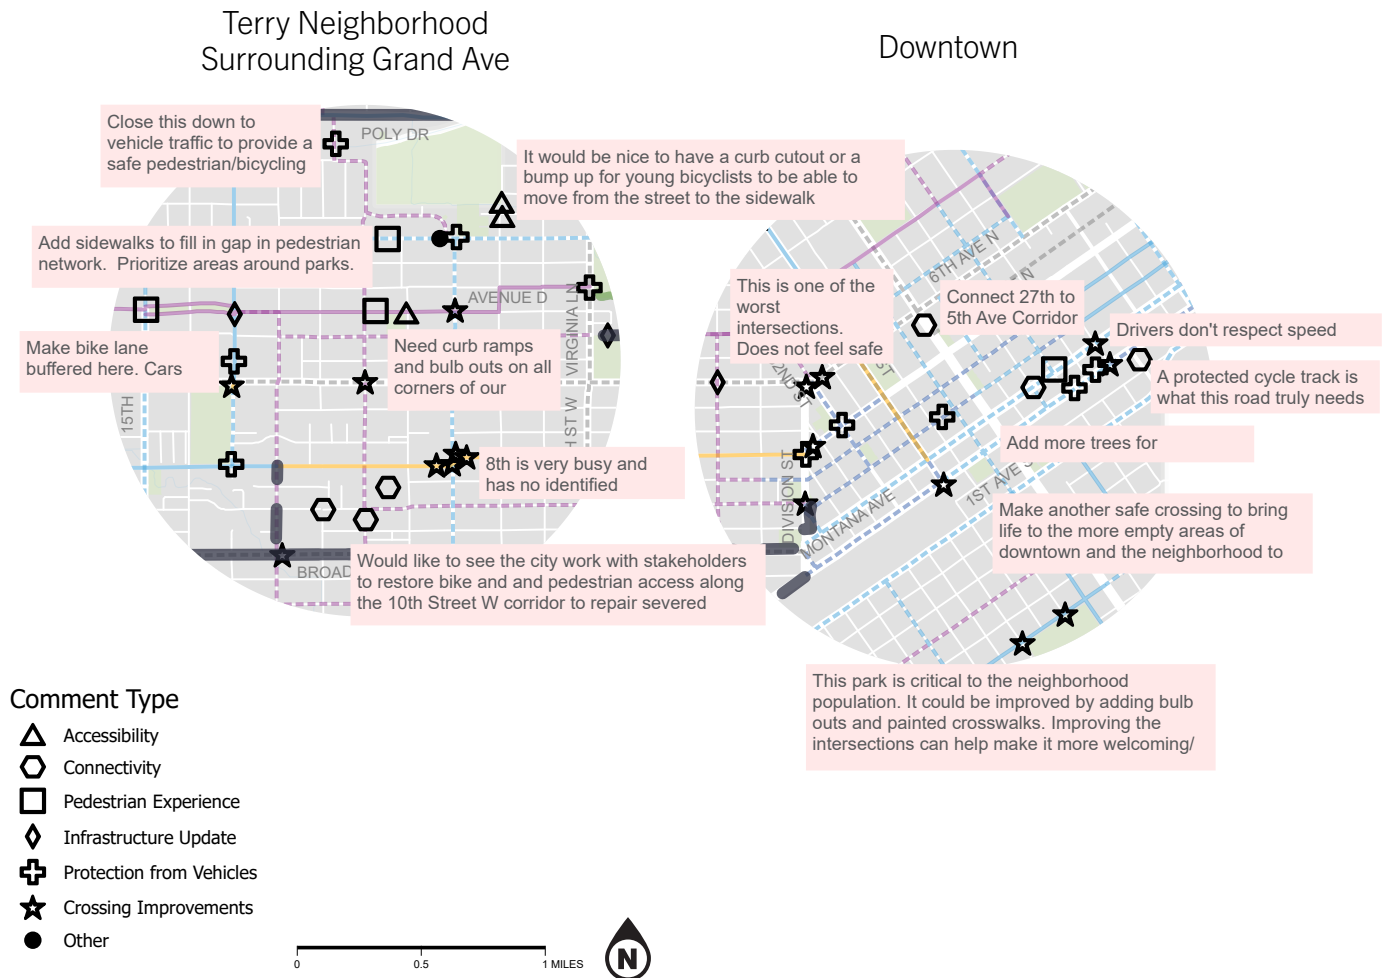 Terry Neighborhood
Surrounding Grand Ave
Downtown
Close this down to
vehicle traffic to provide a
safe pedestrian/bicycling
POLY DR
It would be nice to have a curb cutout or a
bump up for young bicyclists to be able to
move from the street to the sidewalk
Add sidewalks to fill in gap in pedestrian
network.  Prioritize areas around parks.
AVENUE D
VIRGINIA LN
Make bike lane
buffered here. Cars
Need curb ramps
and bulb outs on all
corners of our
15TH
H ST W
8th is very busy and
has no identified
BROAD
Would like to see the city work with stakeholders
to restore bike and and pedestrian access along
the 10th Street W corridor to repair severed
6TH AVE N
N
This is one of the
worst
intersections.
Does not feel safe
Connect 27th to
5th Ave Corridor
Drivers don't respect speed
A protected cycle track is
what this road truly needs
2ND ST
ST
Add more trees for
DIVISION ST
MONTANA AVE
1ST AVE S
Make another safe crossing to bring
life to the more empty areas of
downtown and the neighborhood to
This park is critical to the neighborhood
population. It could be improved by adding bulb
outs and painted crosswalks. Improving the
intersections can help make it more welcoming/
Comment Type
Accessibility
Connectivity
Pedestrian Experience
Infrastructure Update
Protection from Vehicles
Crossing Improvements
Other
0
0.5
1 MILES
N